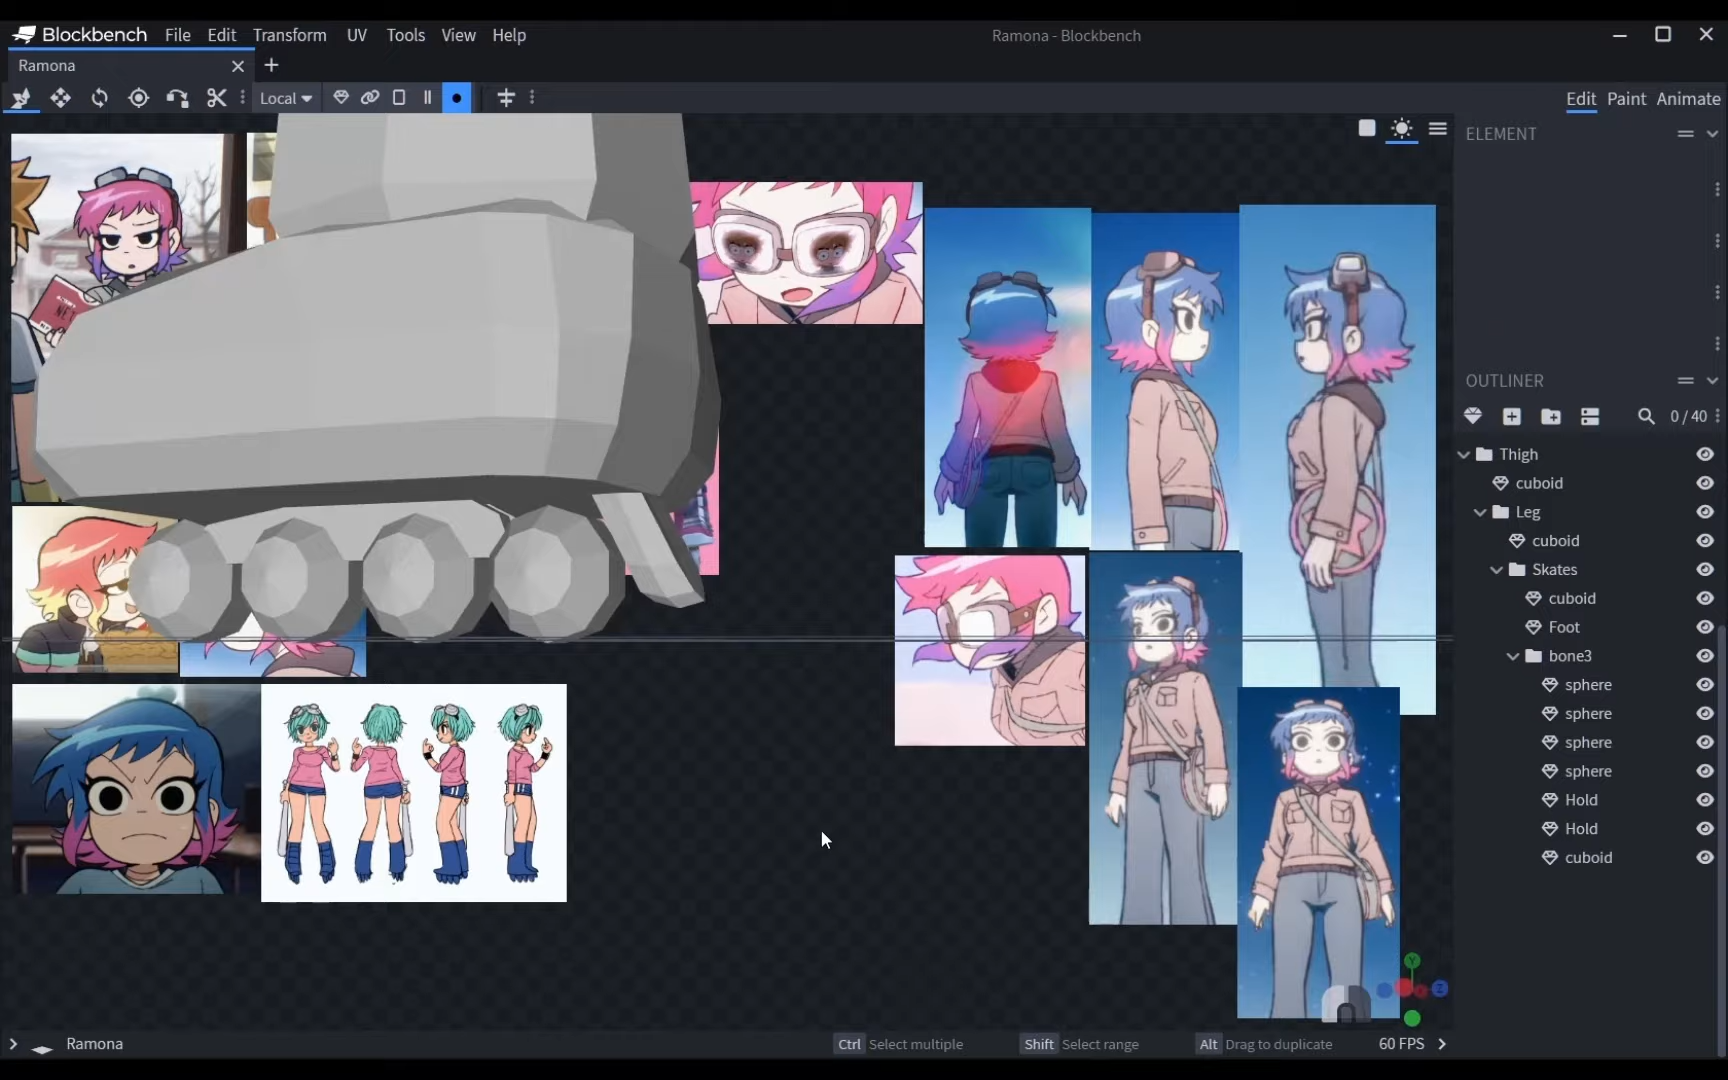 Blockbench File Edit Transform UV Tools View Help
Ramona - Blockbench
Ramona
Local
Edit Paint Animate
ELEMENT
OUTLINER
0 / 40
Thigh
cuboid
Leg
cuboid
Skates
cuboid
Foot
bone3
sphere
sphere
sphere
sphere
Hold
Hold
cuboid
Y
Z
Ramona
Ctrl Select multiple Shift Select range Alt Drag to duplicate 60 FPS